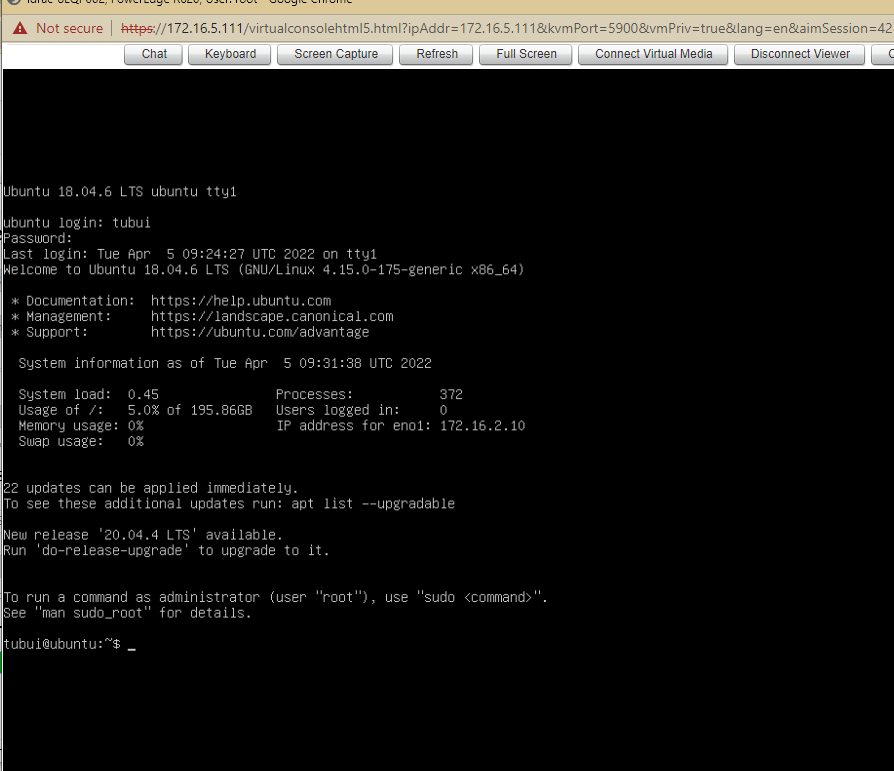 User: root - Google Chrome
Not secure https://172.16.5.111/virtualconsolehtml5.html?ipAddr=172.16.5.111&kvmPort=5900&vmPriv=true&lang=en&aimSession=42
Chat Keyboard Screen Capture Refresh Full Screen Connect Virtual Media Disconnect Viewer
Ubuntu 18.04.6 LTS ubuntu tty1
ubuntu login: tubui
Password:
Last login: Tue Apr  5 09:24:27 UTC 2022 on tty1
Welcome to Ubuntu 18.04.6 LTS (GNU/Linux 4.15.0-175-generic x86_64)
* Documentation:  https://help.ubuntu.com
* Management:     https://landscape.canonical.com
* Support:        https://ubuntu.com/advantage
System information as of Tue Apr  5 09:31:38 UTC 2022
System load:  0.45               Processes:           372
Usage of /:   5.0% of 195.86GB   Users logged in:     0
Memory usage: 0%                 IP address for eno1: 172.16.2.10
Swap usage:   0%
22 updates can be applied immediately.
To see these additional updates run: apt list --upgradable
New release '20.04.4 LTS' available.
Run 'do-release-upgrade' to upgrade to it.
To run a command as administrator (user "root"), use "sudo <command>".
See "man sudo_root" for details.
tubui@ubuntu:~$ _